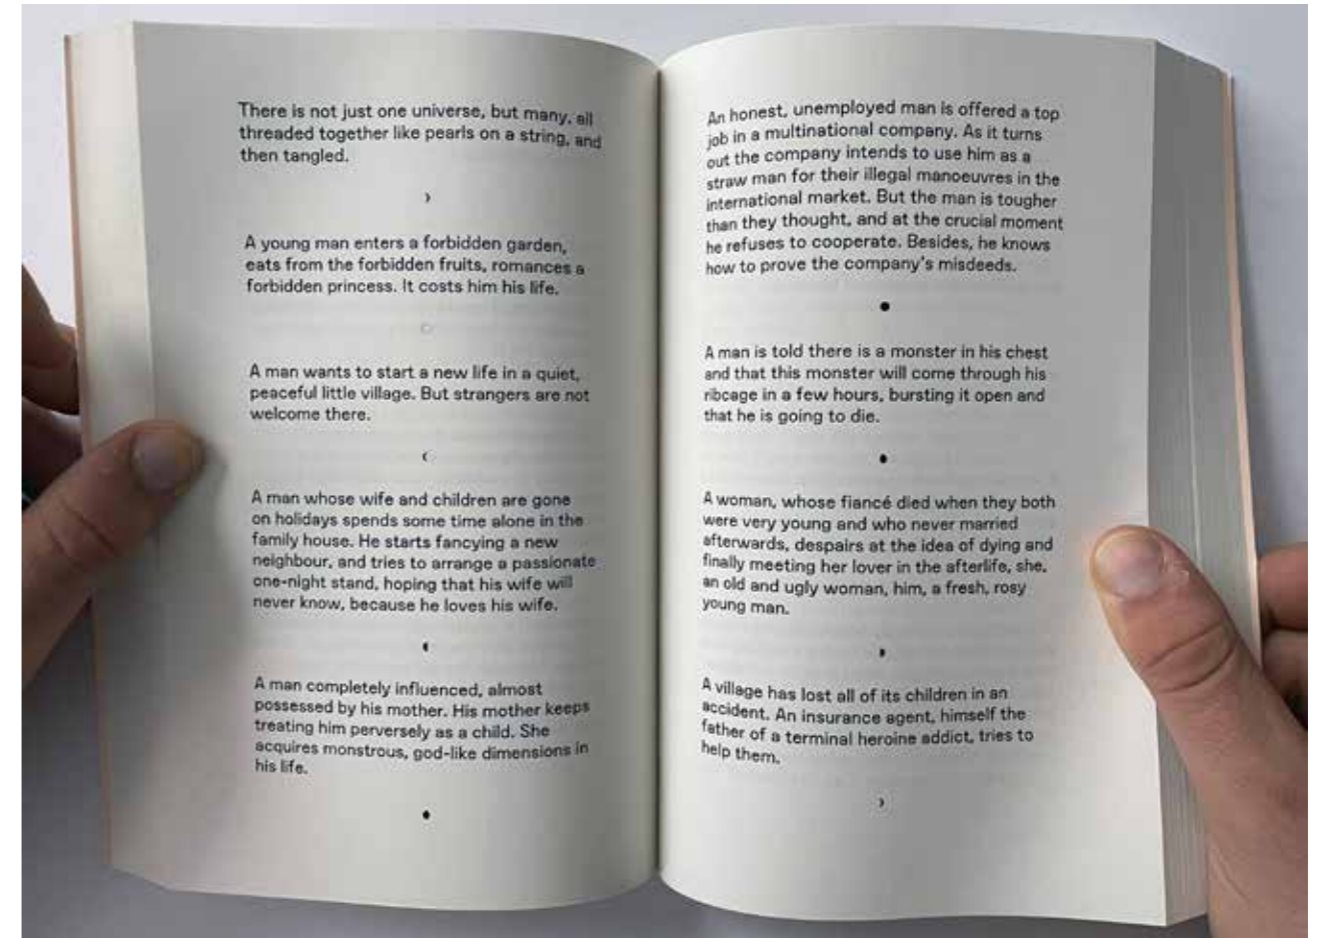 There is not just one universe, but many, all
threaded together like pearls on a string, and
then tangled.
A young man enters a forbidden garden,
eats from the forbidden fruits, romances a
forbidden princess. It costs him his life.
A man wants to start a new life in a quiet,
peaceful little village. But strangers are not
welcome there.
A man whose wife and children are gone
on holidays spends some time alone in the
family house. He starts fancying a new
neighbour, and tries to arrange a passionate
one-night stand, hoping that his wife will
never know, because he loves his wife.
A man completely influenced, almost
possessed by his mother. His mother keeps
treating him perversely as a child. She
acquires monstrous, god-like dimensions in
his life.
An honest, unemployed man is offered a top
job in a multinational company. As it turns
out the company intends to use him as a
straw man for their illegal manoeuvres in the
international market. But the man is tougher
than they thought, and at the crucial moment
he refuses to cooperate. Besides, he knows
how to prove the company's misdeeds.
A man is told there is a monster in his chest
and that this monster will come through his
ribcage in a few hours, bursting it open and
that he is going to die.
A woman, whose fiancé died when they both
were very young and who never married
afterwards, despairs at the idea of dying and
finally meeting her lover in the afterlife, she,
an old and ugly woman, him, a fresh, rosy
young man.
A village has lost all of its children in an
accident. An insurance agent, himself the
father of a terminal heroine addict, tries to
help them.